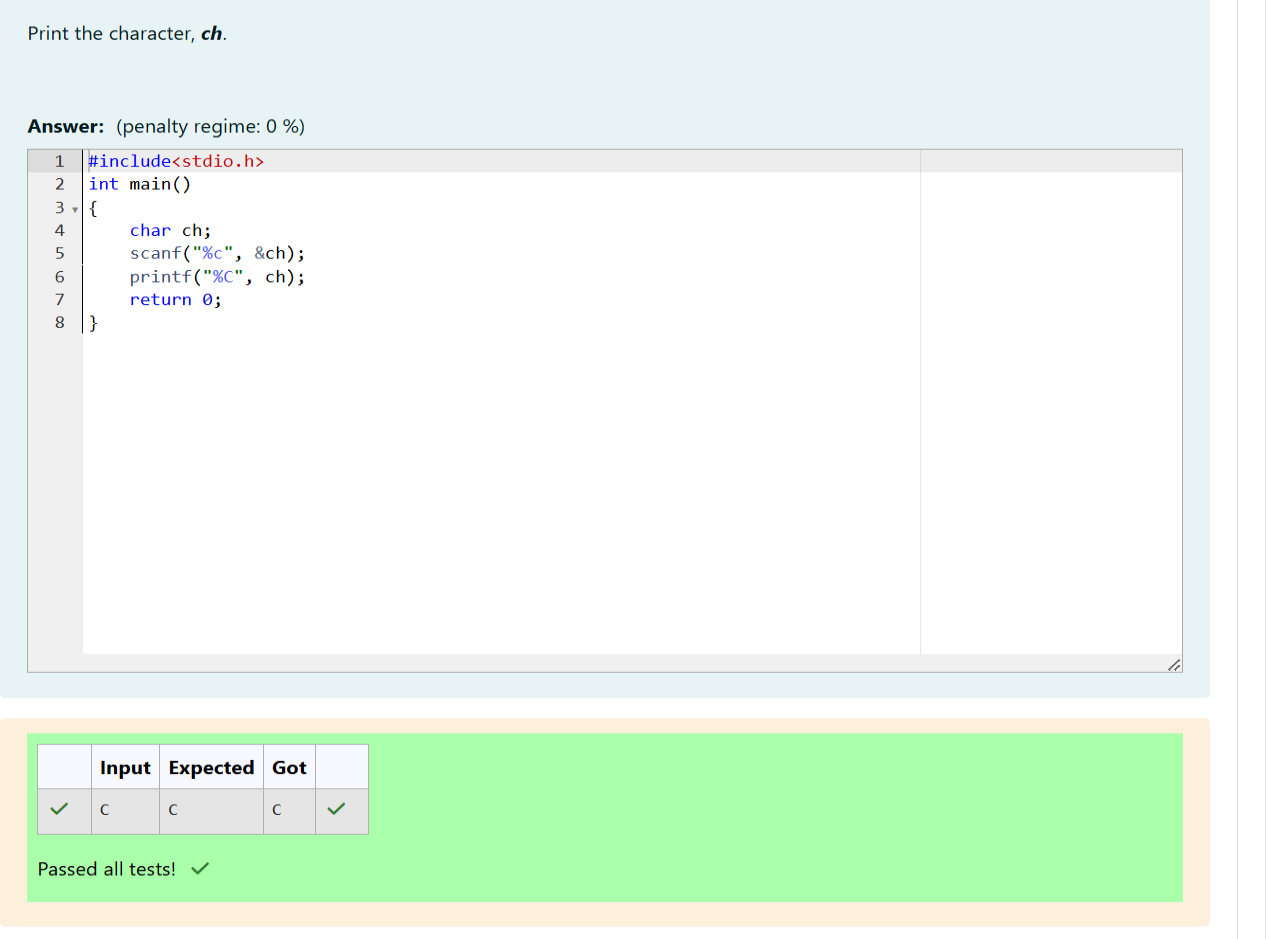 Print the character, ch.
Answer: (penalty regime: 0 %)
1 #include<stdio.h>
2 int main()
3 {
4     char ch;
5     scanf("%c", &ch);
6     printf("%C", ch);
7     return 0;
8 }
Input Expected Got
C C C
Passed all tests!